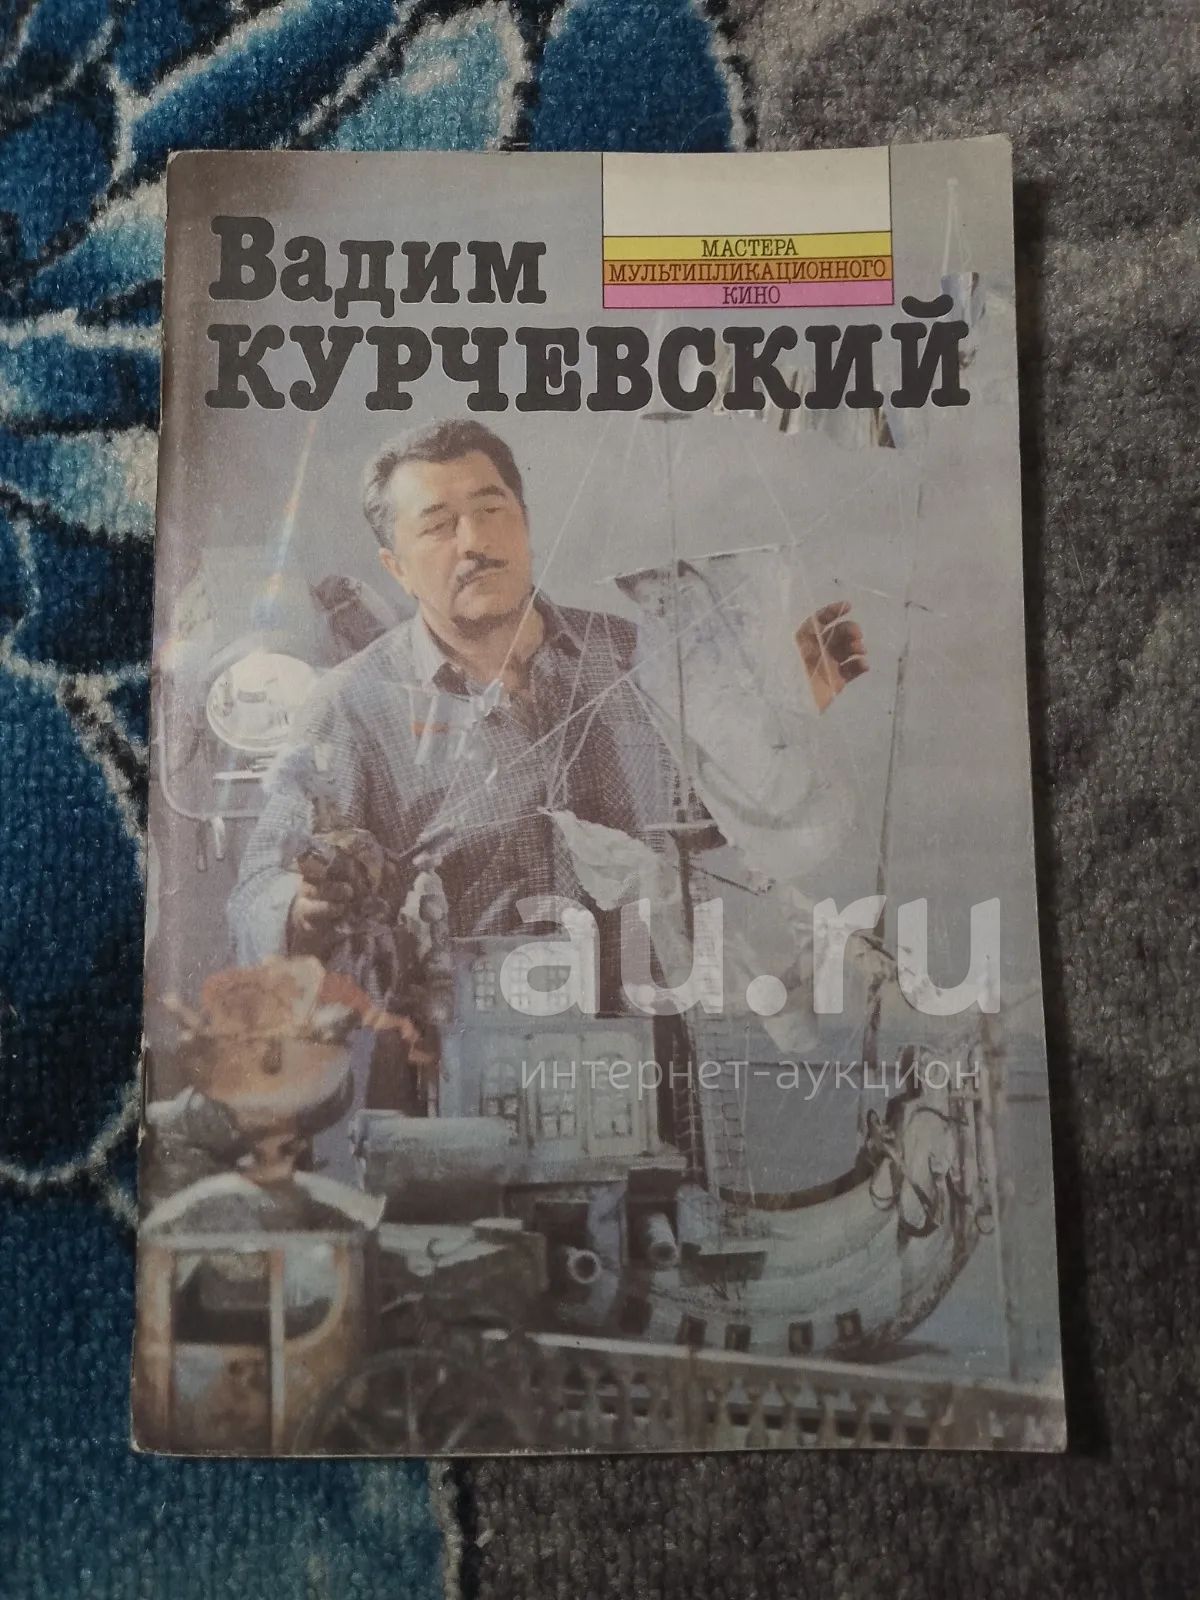 Вадим
МАСТЕРА
МУЛЬТИПЛИКАЦИОННОГО
КИНО
КУРЧЕВСКИЙ
au.ru
интернет-аукцион